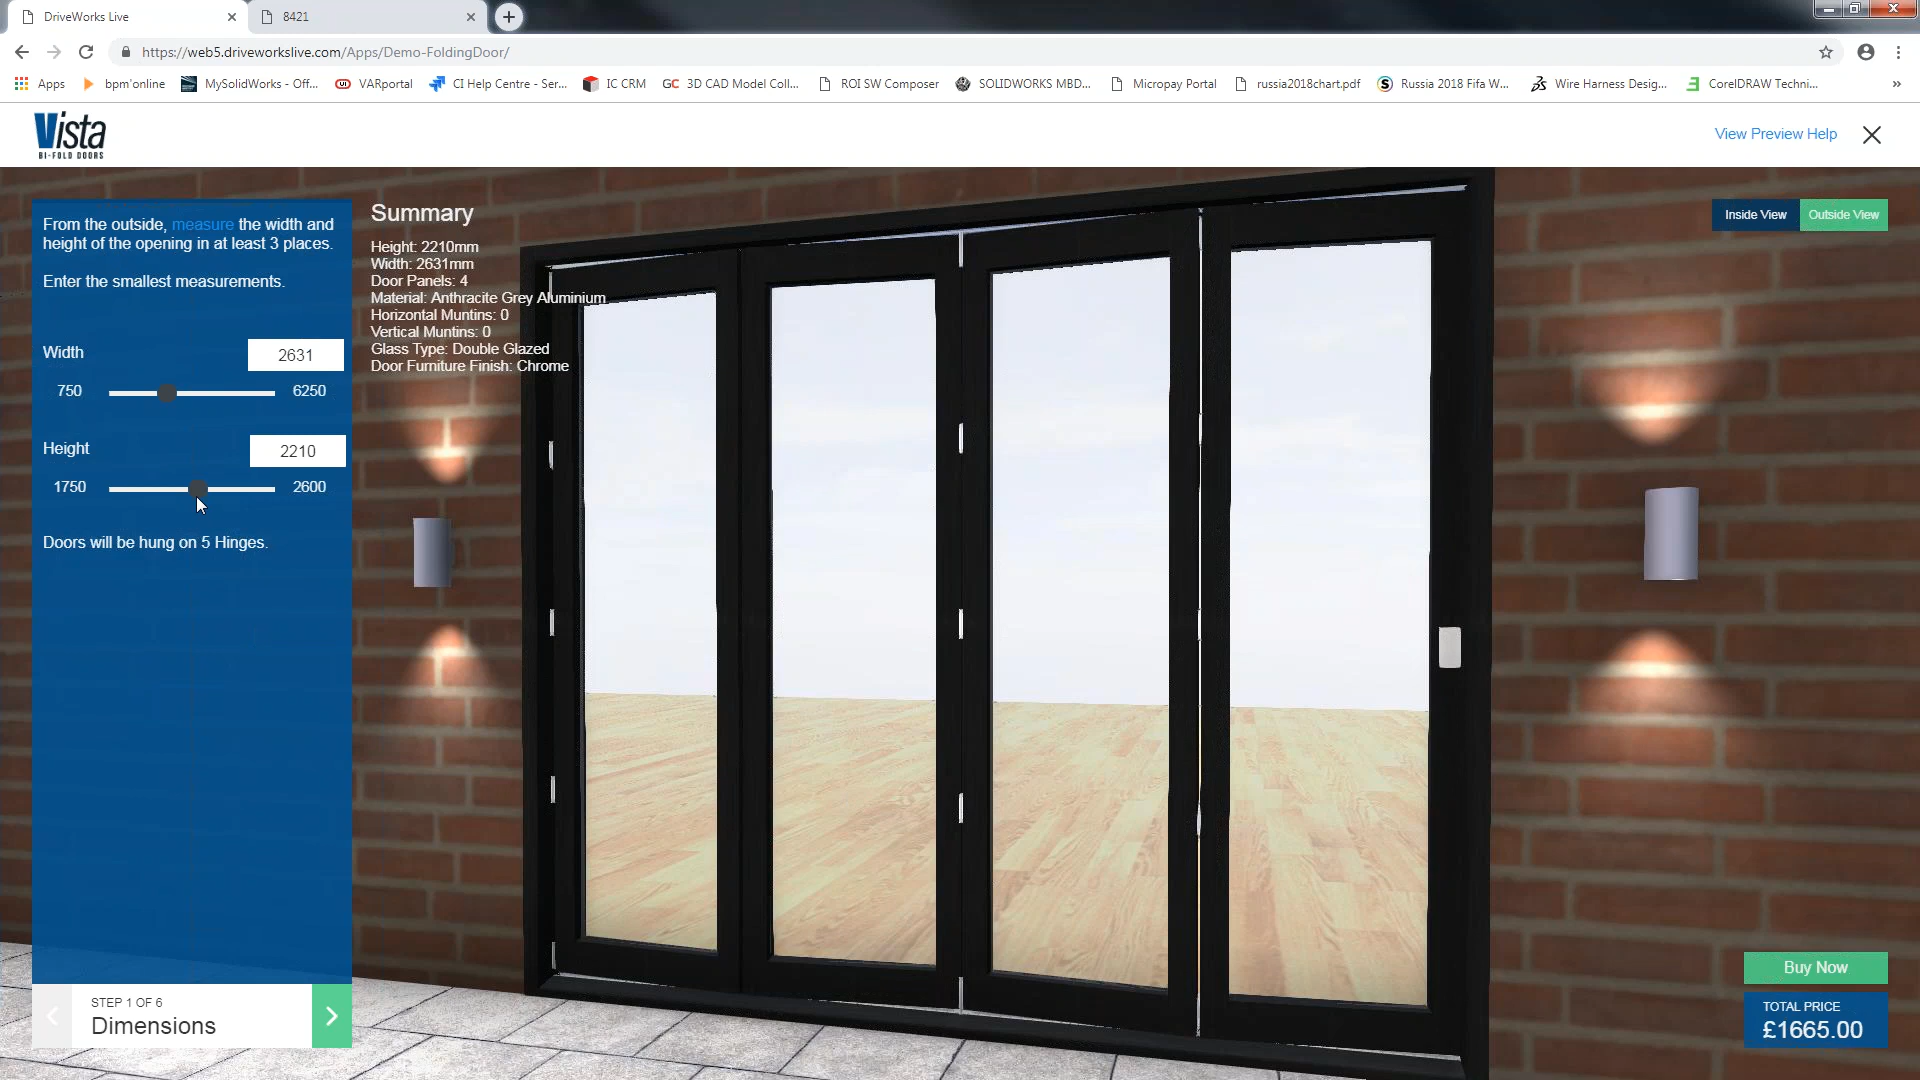 DriveWorks Live
8421
https://web5.driveworkslive.com/Apps/Demo-FoldingDoor/
Apps
bpm'online
MySolidWorks - Off...
VARportal
CI Help Centre - Ser...
IC CRM
GC 3D CAD Model Coll...
ROI SW Composer
SOLIDWORKS MBD...
Micropay Portal
russia2018chart.pdf
Russia 2018 Fifa W...
Wire Harness Desig...
CorelDRAW Techni...
»
Vista
BI-FOLD DOORS
View Preview Help
From the outside, measure the width and
height of the opening in at least 3 places.
Enter the smallest measurements.
Width
2631
750
6250
Height
2210
1750
2600
Doors will be hung on 5 Hinges.
STEP 1 OF 6
Dimensions
Summary
Height: 2210mm
Width: 2631mm
Door Panels: 4
Material: Anthracite Grey Aluminium
Horizontal Muntins: 0
Vertical Muntins: 0
Glass Type: Double Glazed
Door Furniture Finish: Chrome
Inside View
Outside View
Buy Now
TOTAL PRICE
£1665.00